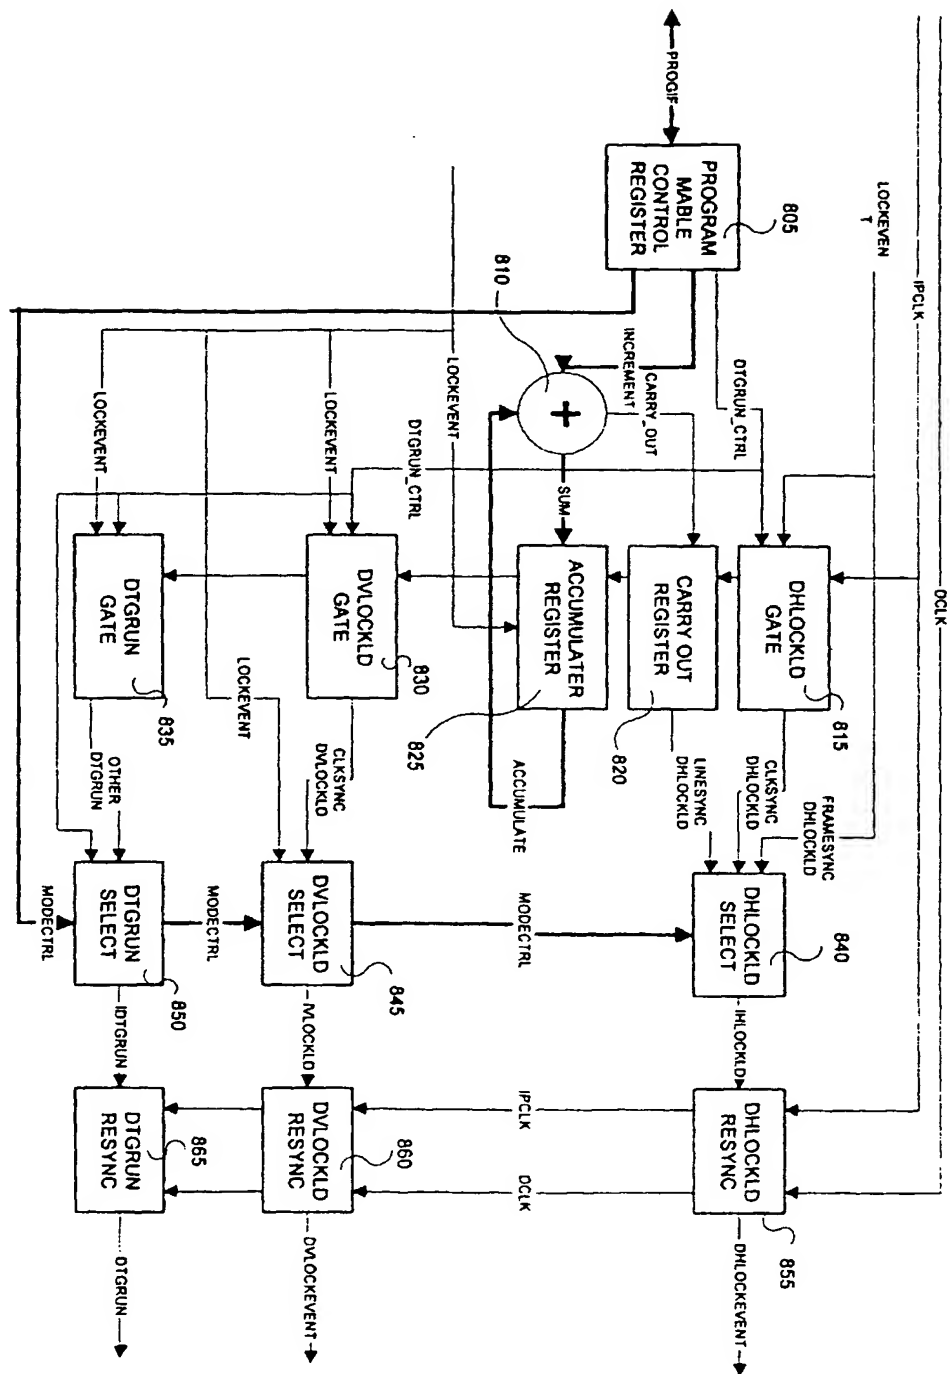 DCLK
IPCLK
LOCKEVEN
T
PROGIF
PROGRAM
MABLE
CONTROL
REGISTER
805
810
INCREMENT
CARRY_OUT
DTGRUN_CTRL
SUM
LOCKEVENT
DTGRUN_CTRL
LOCKEVENT
LOCKEVENT
LOCKEVENT
DHLOCKLD
GATE
815
CARRY OUT
REGISTER
820
ACCUMULATER
REGISTER
825
DVLOCKLD
GATE
830
DTGRUN
GATE
835
FRAMESYNC
DHLOCKLD
CLKSYNC
DHLOCKLD
LINESYNC
DHLOCKLD
ACCUMULATE
CLKSYNC
DVLOCKLD
OTHER
DTGRUN
DHLOCKLD
SELECT
840
MODECTRL
DVLOCKLD
SELECT
845
MODECTRL
DTGRUN
SELECT
850
MODECTRL
IHLOCKLD
IVLOCKLD
IDTGRUN
DHLOCKLD
RESYNC
855
IPCLK
DCLK
DVLOCKLD
RESYNC
860
DTGRUN
RESYNC
865
DHLOCKEVENT
DVLOCKEVENT
DTGRUN